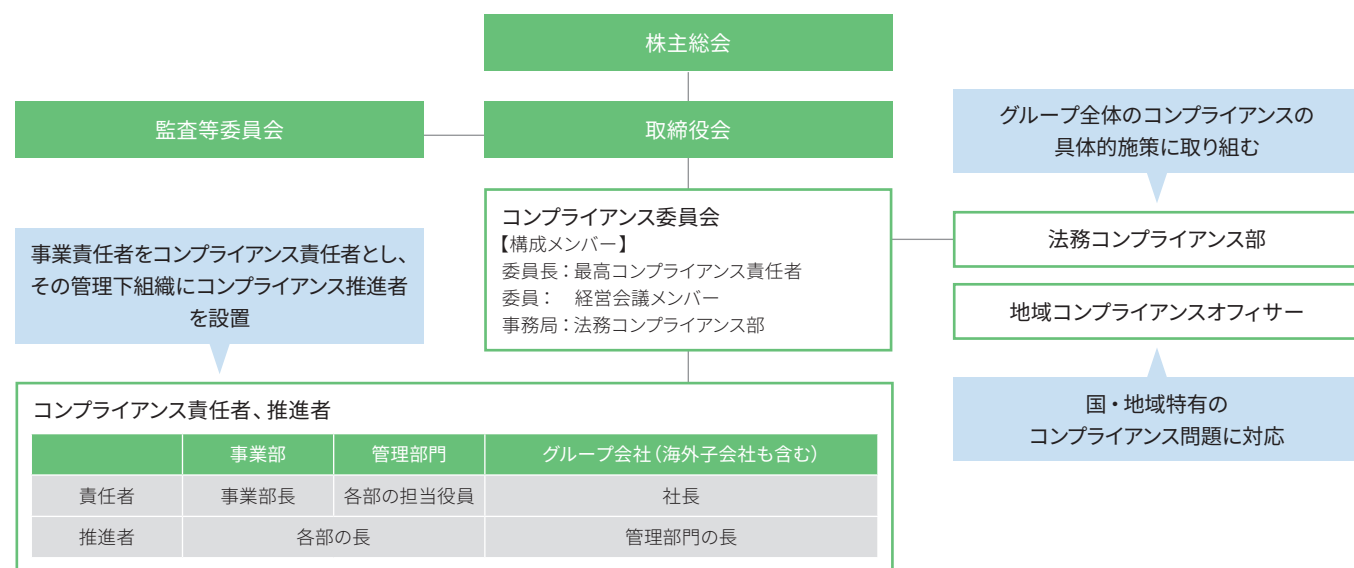 株主総会
監査等委員会
取締役会
グループ全体のコンプライアンスの
具体的施策に取り組む
コンプライアンス委員会
【構成メンバー】
委員長：最高コンプライアンス責任者
委員：　経営会議メンバー
事務局：法務コンプライアンス部
法務コンプライアンス部
地域コンプライアンスオフィサー
国・地域特有の
コンプライアンス問題に対応
事業責任者をコンプライアンス責任者とし、
その管理下組織にコンプライアンス推進者
を設置
コンプライアンス責任者、推進者
事業部 管理部門 グループ会社（海外子会社も含む）
責任者 事業部長 各部の担当役員 社長
推進者 各部の長 管理部門の長